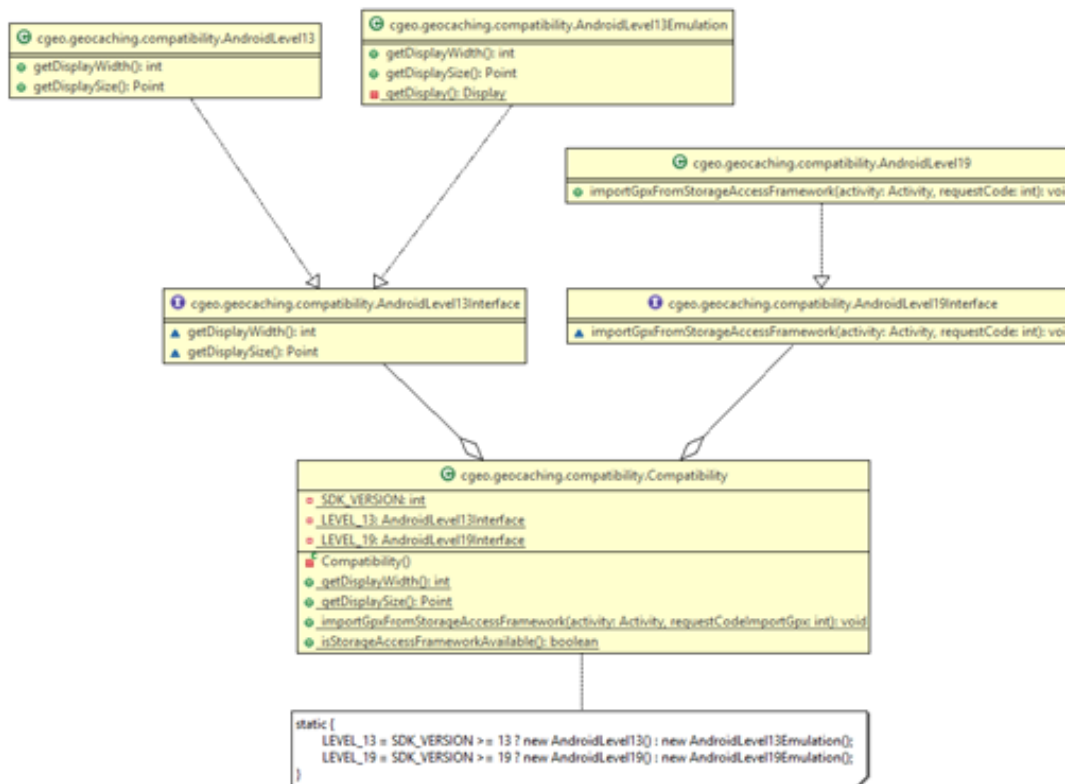 cgeo.geocaching.compatibility.AndroidLevel13
getDisplayWidth(): int
getDisplaySize(): Point
cgeo.geocaching.compatibility.AndroidLevel13Emulation
getDisplayWidth(): int
getDisplaySize(): Point
getDisplay(): Display
cgeo.geocaching.compatibility.AndroidLevel19
importGpxFromStorageAccessFramework(activity: Activity, requestCode: int): voi
cgeo.geocaching.compatibility.AndroidLevel13Interface
getDisplayWidth(): int
getDisplaySize(): Point
cgeo.geocaching.compatibility.AndroidLevel19Interface
importGpxFromStorageAccessFramework(activity: Activity, requestCode: int): voi
cgeo.geocaching.compatibility.Compatibility
SDK_VERSION: int
LEVEL_13: AndroidLevel13Interface
LEVEL_19: AndroidLevel19Interface
Compatibility()
getDisplayWidth(): int
getDisplaySize(): Point
importGpxFromStorageAccessFramework(activity: Activity, requestCodeImportGpx: int): void
isStorageAccessFrameworkAvailable(): boolean
static {
LEVEL_13 = SDK_VERSION >= 13 ? new AndroidLevel13() : new AndroidLevel13Emulation();
LEVEL_19 = SDK_VERSION >= 19 ? new AndroidLevel19() : new AndroidLevel19Emulation();
}